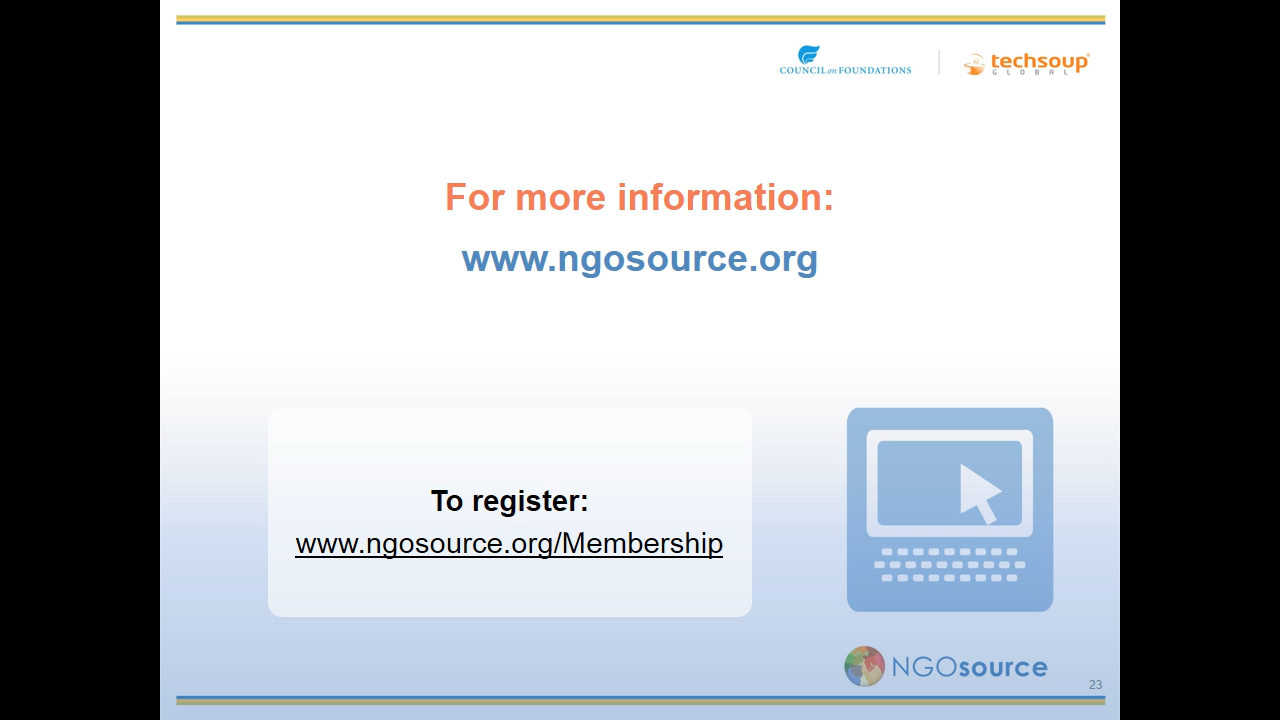 COUNCIL on FOUNDATIONS
techsoup
GLOBAL
For more information:
www.ngosource.org
To register:
www.ngosource.org/Membership
NGOsource
23